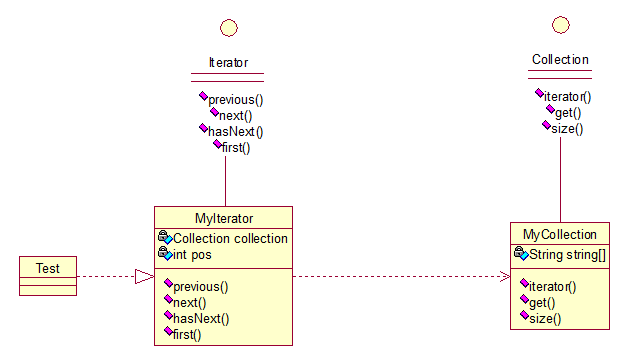 Iterator
previous()
next()
hasNext()
first()
Collection
iterator()
get()
size()
Test
MyIterator
Collection collection
int pos
previous()
next()
hasNext()
first()
MyCollection
String string[]
iterator()
get()
size()